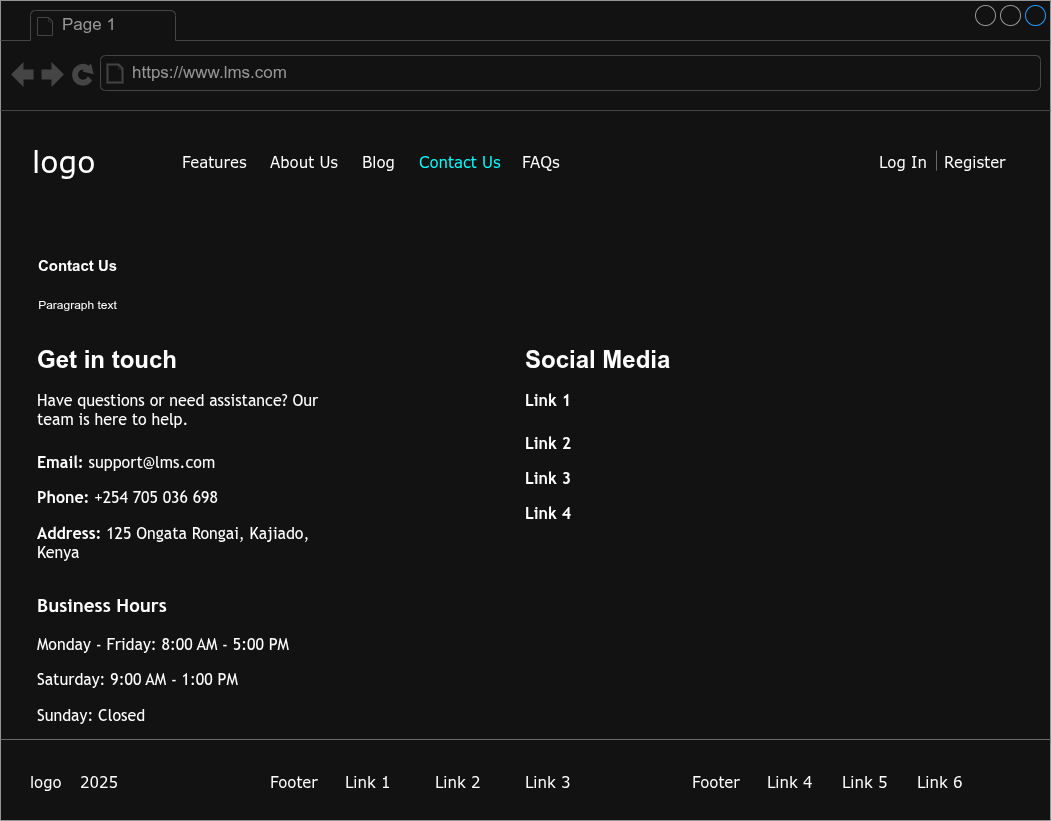 Page 1
https://www.lms.com
logo Features About Us Blog Contact Us FAQs Log In Register
Contact Us
Paragraph text
Get in touch
Have questions or need assistance? Our
team is here to help.
Email: support@lms.com
Phone: +254 705 036 698
Address: 125 Ongata Rongai, Kajiado,
Kenya
Business Hours
Monday - Friday: 8:00 AM - 5:00 PM
Saturday: 9:00 AM - 1:00 PM
Sunday: Closed
Social Media
Link 1
Link 2
Link 3
Link 4
logo 2025 Footer Link 1 Link 2 Link 3 Footer Link 4 Link 5 Link 6